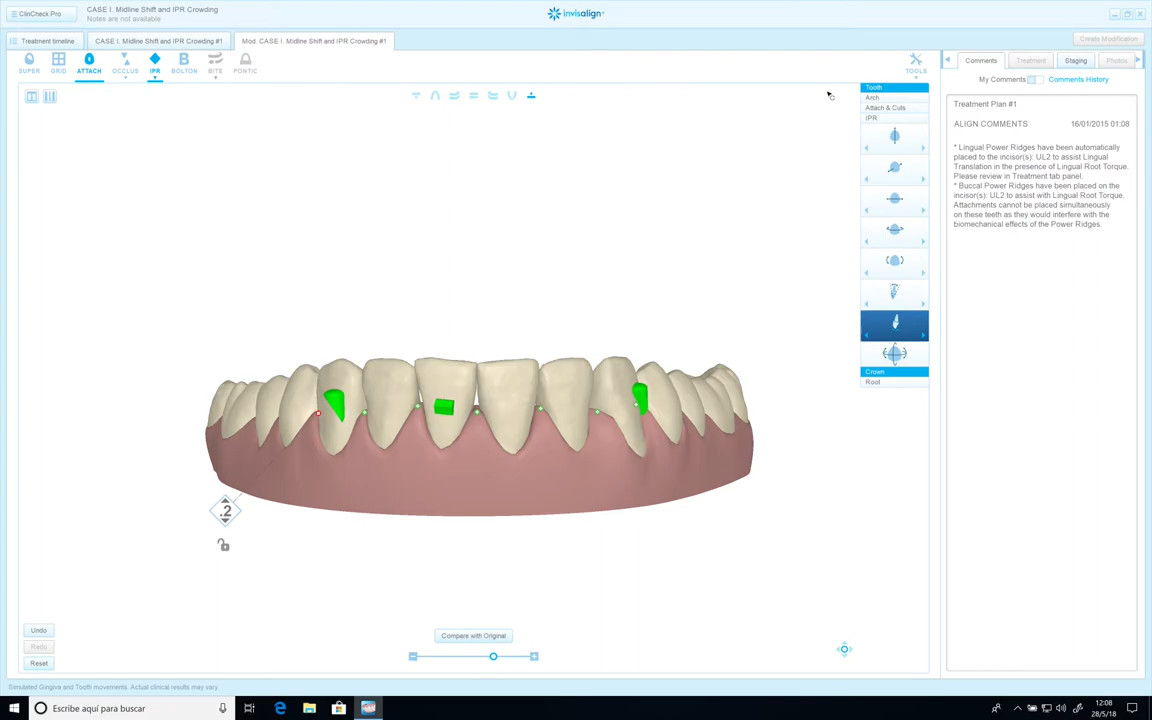 ClinCheck Pro
CASE I. Midline Shift and IPR Crowding
Notes are not available
invisalign
Create Modification
Treatment timeline
CASE I. Midline Shift and IPR Crowding #1
Mod. CASE I. Midline Shift and IPR Crowding #1
SUPER
GRID
ATTACH
OCCLUS
IPR
BOLTON
BITE
PONTIC
TOOLS
Comments
Treatment
Staging
Photos
My Comments
Comments History
Tooth
Arch
Attach & Cuts
IPR
Treatment Plan #1
ALIGN COMMENTS 16/01/2015 01:08
* Lingual Power Ridges have been automatically
placed to the incisor(s): UL2 to assist Lingual
Translation in the presence of Lingual Root Torque.
Please review in Treatment tab panel.
* Buccal Power Ridges have been placed on the
incisor(s): UL2 to assist with Lingual Root Torque.
Attachments cannot be placed simultaneously
on these teeth as they would interfere with the
biomechanical effects of the Power Ridges.
Crown
Root
.2
Undo
Redo
Reset
Compare with Original
Simulated Gingiva and Tooth movements. Actual clinical results may vary.
Escribe aquí para buscar
12:08
28/5/18